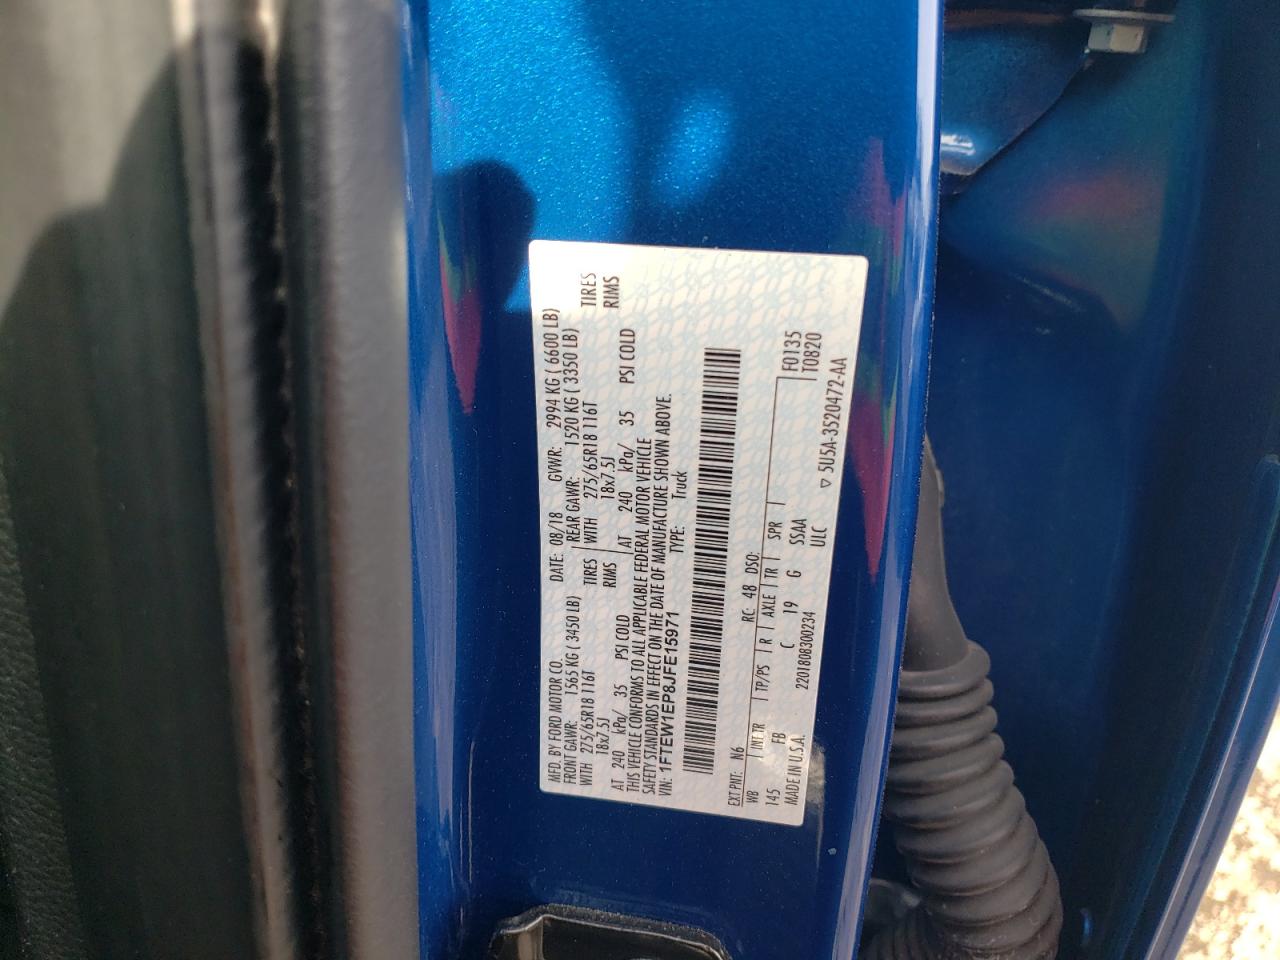 MFD. BY FORD MOTOR CO.
DATE: 08/18 GVWR: 2994 KG ( 6600 LB)
FRONT GAWR: 1565 KG ( 3450 LB) REAR GAWR: 1520 KG ( 3350 LB)
WITH 275/65R18 116T TIRES WITH 275/65R18 116T TIRES
18x7.5J RIMS 18x7.5J RIMS
AT 240 kPa/ 35 PSI COLD AT 240 kPa/ 35 PSI COLD
THIS VEHICLE CONFORMS TO ALL APPLICABLE FEDERAL MOTOR VEHICLE
SAFETY STANDARDS IN EFFECT ON THE DATE OF MANUFACTURE SHOWN ABOVE.
VIN: 1FTEW1EP8JFE15971 TYPE: Truck
EXT PNT: N6 RC: 48 DSO:
WB INT TR TP/PS R AXLE TR SPR F0135
145 FB C 19 G SSAA T0820
MADE IN U.S.A. 2201808300234 ULC ▽ 5U5A-3520472-AA